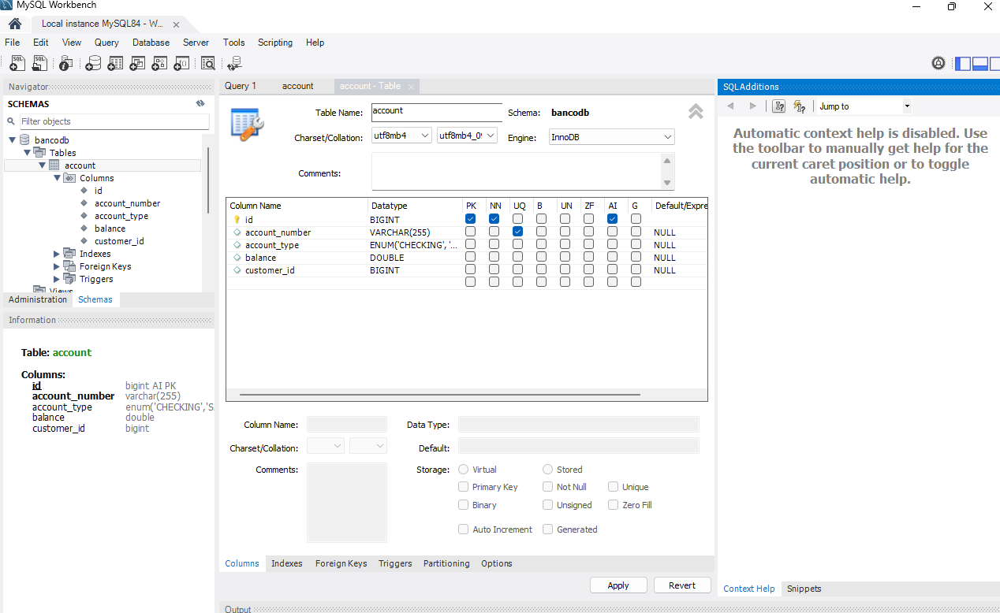 MySQL Workbench
Local instance MySQL84 - W...
File Edit View Query Database Server Tools Scripting Help
Navigator
SCHEMAS
Filter objects
bancodb
Tables
account
Columns
id
account_number
account_type
balance
customer_id
Indexes
Foreign Keys
Triggers
Views
Administration Schemas
Information
Table: account
Columns:
id bigint AI PK
account_number varchar(255)
account_type enum('CHECKING','S
balance double
customer_id bigint
Query 1 account account - Table
Table Name: account Schema: bancodb
Charset/Collation: utf8mb4 utf8mb4_0 Engine: InnoDB
Comments:
Column Name Datatype PK NN UQ B UN ZF AI G Default/Expre
id BIGINT
account_number VARCHAR(255) NULL
account_type ENUM('CHECKING', '... NULL
balance DOUBLE NULL
customer_id BIGINT NULL
Column Name: Data Type:
Charset/Collation: Default:
Comments: Storage: Virtual Stored
Primary Key Not Null Unique
Binary Unsigned Zero Fill
Auto Increment Generated
Columns Indexes Foreign Keys Triggers Partitioning Options
Apply Revert
Output
SQLAdditions
Jump to
Automatic context help is disabled. Use
the toolbar to manually get help for the
current caret position or to toggle
automatic help.
Context Help Snippets